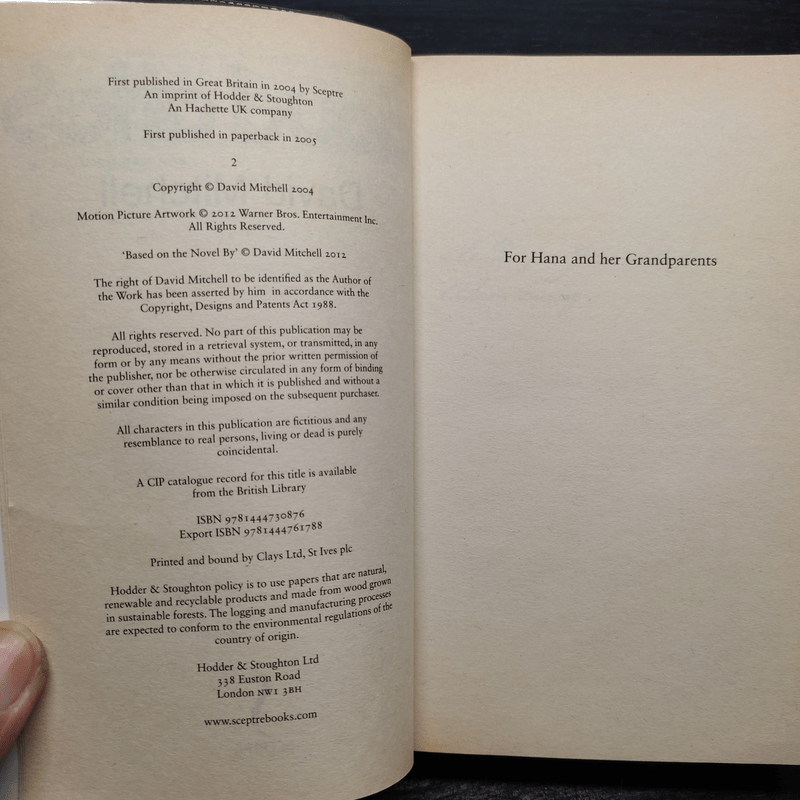 First published in Great Britain in 2004 by Sceptre
An imprint of Hodder & Stoughton
An Hachette UK company
First published in paperback in 2005
2
Copyright © David Mitchell 2004
Motion Picture Artwork © 2012 Warner Bros. Entertainment Inc.
All Rights Reserved.
'Based on the Novel By' © David Mitchell 2012
The right of David Mitchell to be identified as the Author of
the Work has been asserted by him in accordance with the
Copyright, Designs and Patents Act 1988.
All rights reserved. No part of this publication may be
reproduced, stored in a retrieval system, or transmitted, in any
form or by any means without the prior written permission of
the publisher, nor be otherwise circulated in any form of binding
or cover other than that in which it is published and without a
similar condition being imposed on the subsequent purchaser.
All characters in this publication are fictitious and any
resemblance to real persons, living or dead is purely
coincidental.
A CIP catalogue record for this title is available
from the British Library
ISBN 9781444730876
Export ISBN 9781444761788
Printed and bound by Clays Ltd, St Ives plc
Hodder & Stoughton policy is to use papers that are natural,
renewable and recyclable products and made from wood grown
in sustainable forests. The logging and manufacturing processes
are expected to conform to the environmental regulations of the
country of origin.
Hodder & Stoughton Ltd
338 Euston Road
London NW1 3BH
www.sceptrebooks.com
For Hana and her Grandparents